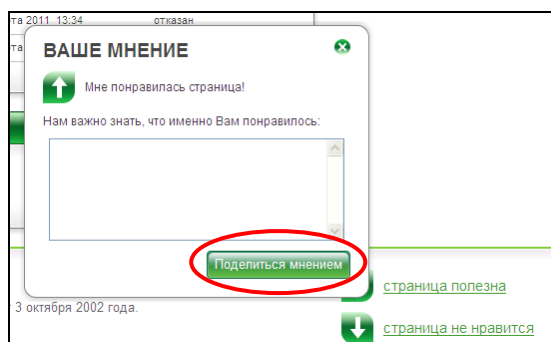 та 2011 13:34 отказан
та
ВАШЕ МНЕНИЕ
Мне понравилась страница!
Нам важно знать, что именно Вам понравилось:
Поделиться мнением
страница полезна
3 октября 2002 года.
страница не нравится